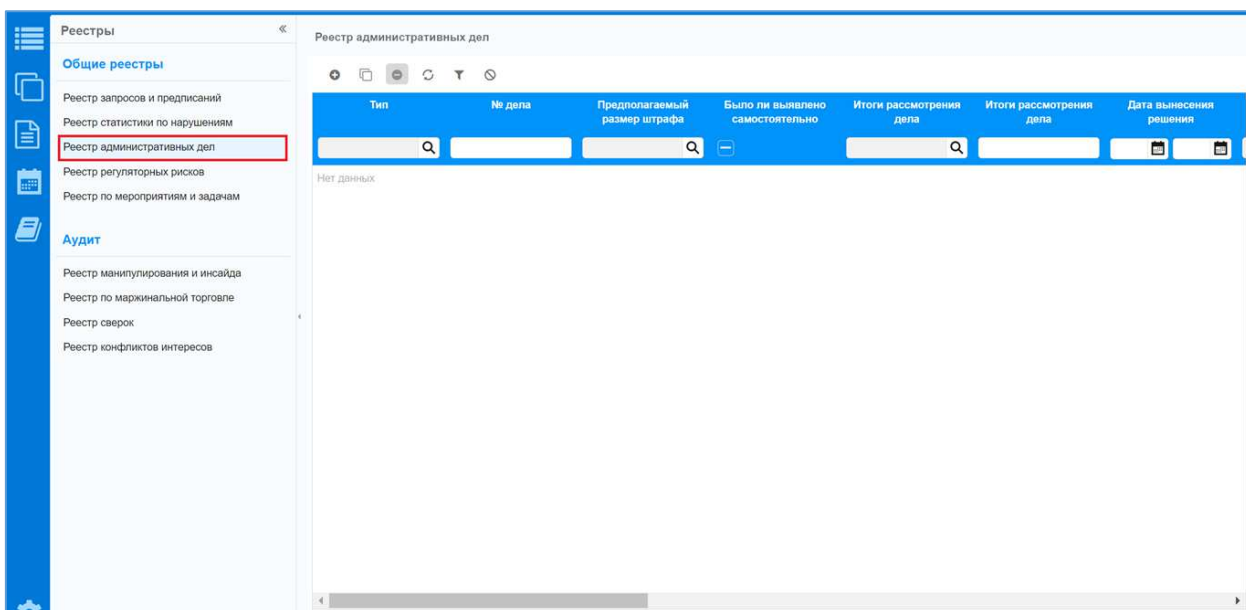 Реестры
Общие реестры
Реестр запросов и предписаний
Реестр статистики по нарушениям
Реестр административных дел
Реестр регуляторных рисков
Реестр по мероприятиям и задачам
Аудит
Реестр манипулирования и инсайда
Реестр по маржинальной торговле
Реестр сверок
Реестр конфликтов интересов
Реестр административных дел
Тип
№ дела
Предполагаемый
размер штрафа
Было ли выявлено
самостоятельно
Итоги рассмотрения
дела
Итоги рассмотрения
дела
Дата вынесения
решения
Нет данных